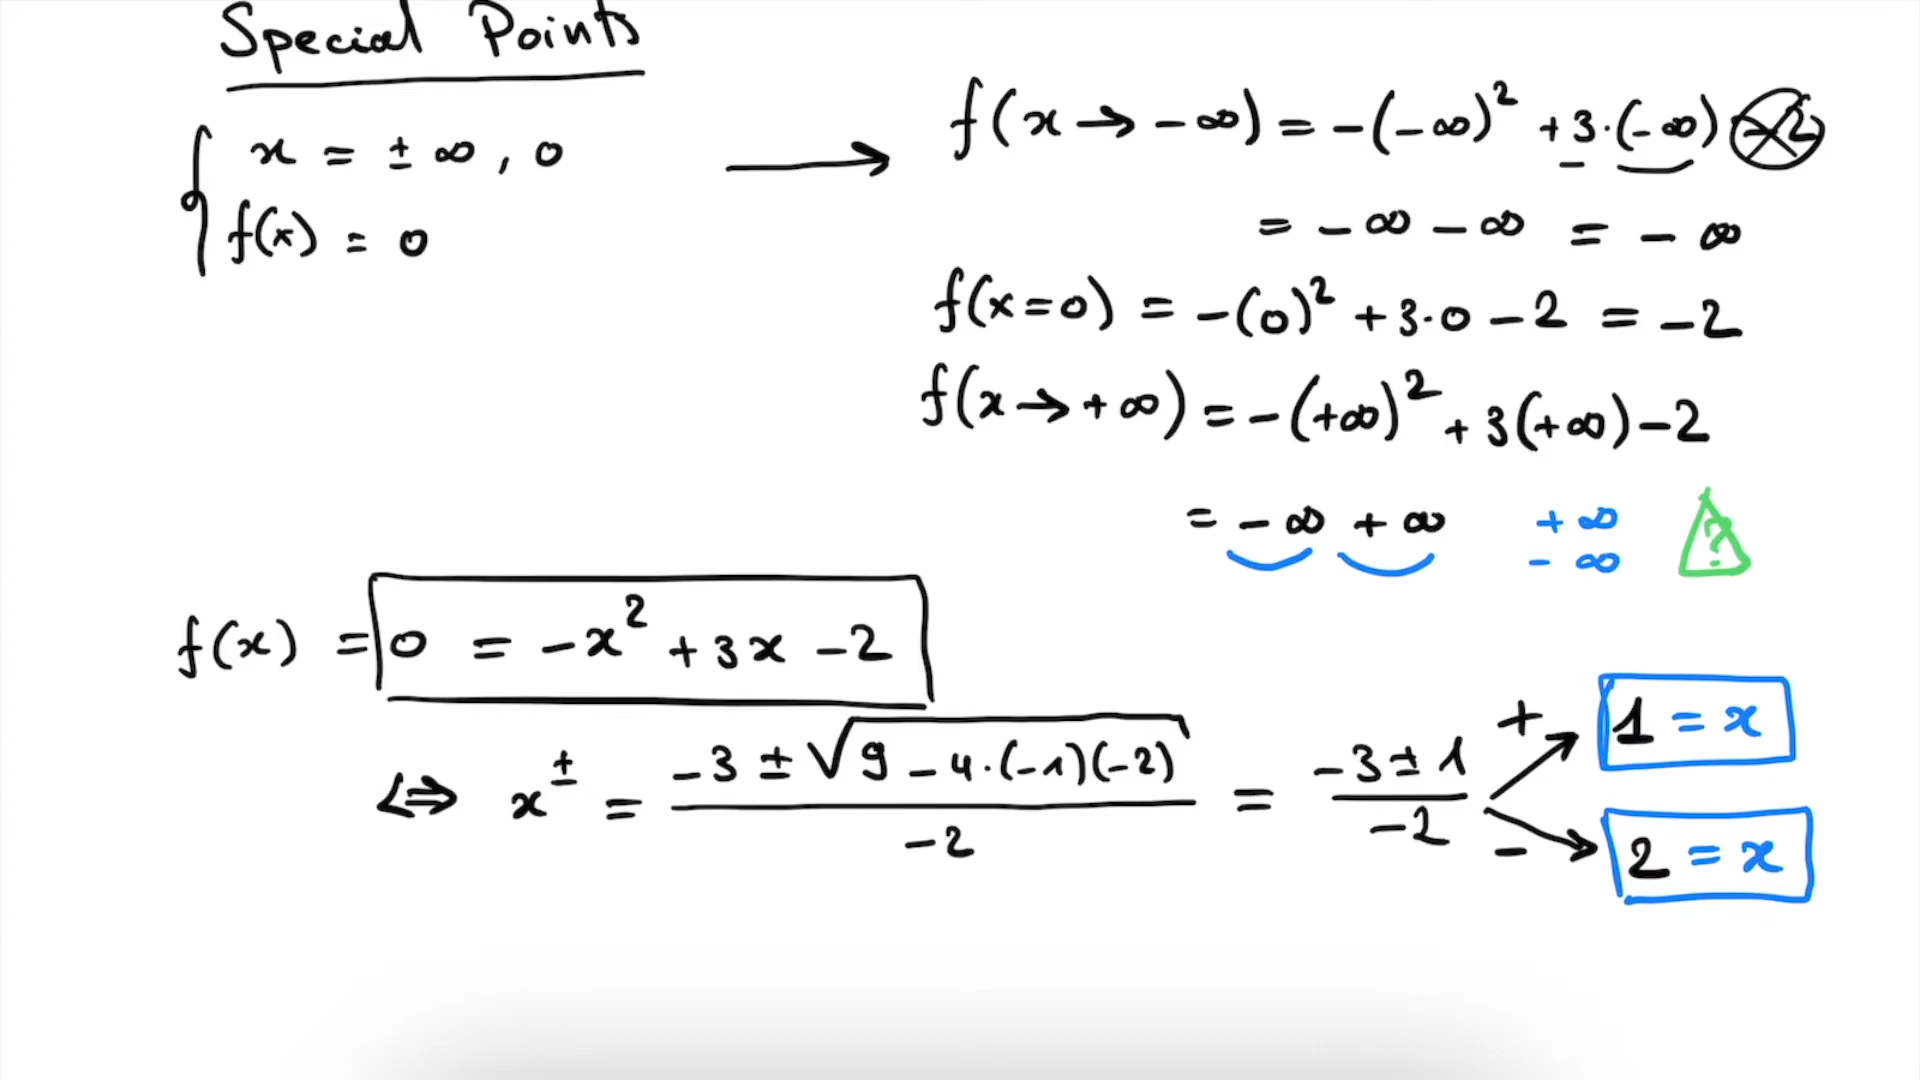 Special Points
x = ± ∞, 0
f(x) = 0
f(x → -∞) = -(-∞)² + 3·(-∞) - 2
= -∞ - ∞ = -∞
f(x=0) = -(0)² + 3·0 - 2 = -2
f(x → +∞) = -(+∞)² + 3(+∞) - 2
= -∞ + ∞ +∞ -∞ ?
f(x) = 0 = -x² + 3x - 2
⇔ x^± = (-3 ± √(9 - 4·(-1)(-2))) / -2 = (-3 ± 1) / -2
+ 1 = x
- 2 = x